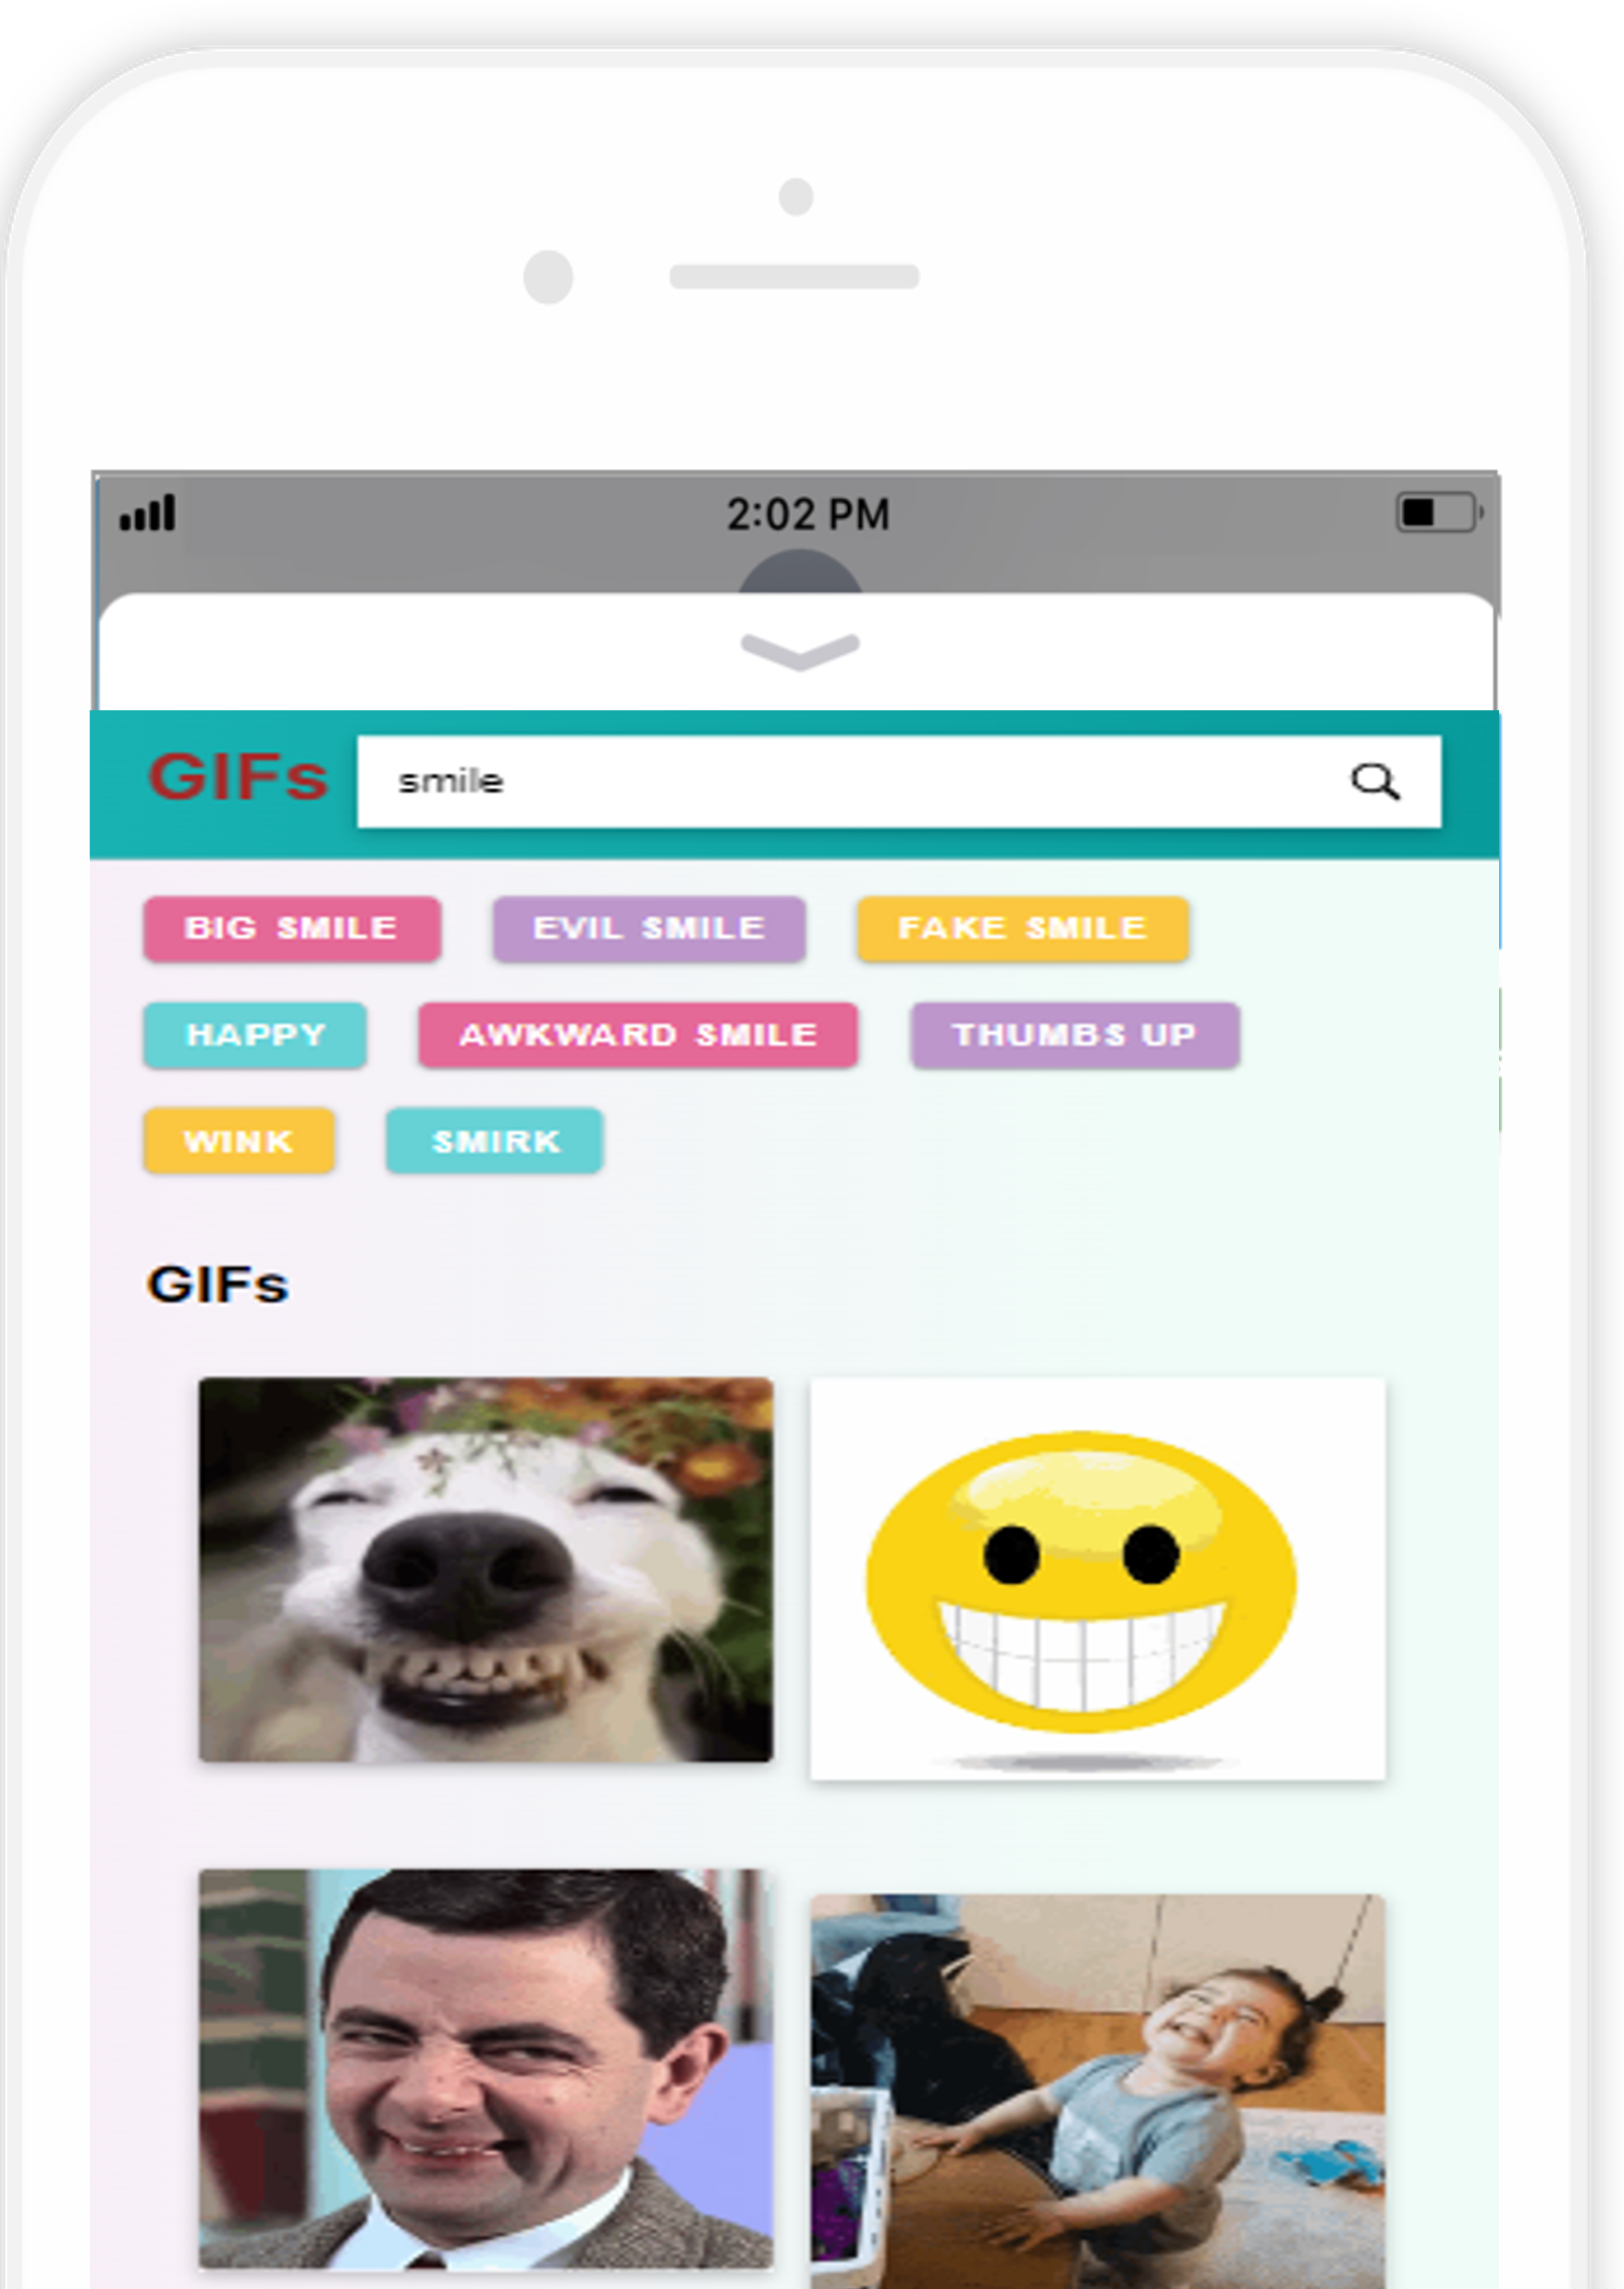 2:02 PM
GIFs smile
BIG SMILE EVIL SMILE FAKE SMILE
HAPPY AWKWARD SMILE THUMBS UP
WINK SMIRK
GIFs